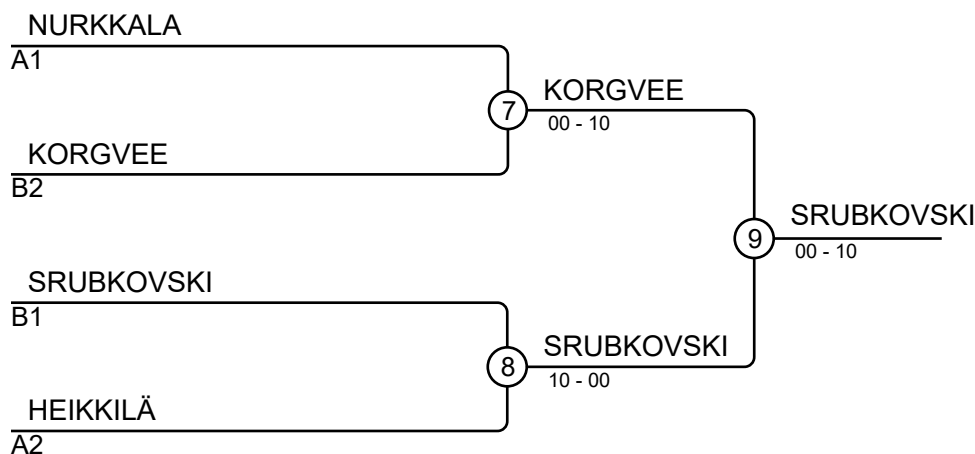 NURKKALA
A1
7
KORGVEE
00 - 10
KORGVEE
B2
9
SRUBKOVSKI
00 - 10
SRUBKOVSKI
B1
8
SRUBKOVSKI
10 - 00
HEIKKILÄ
A2